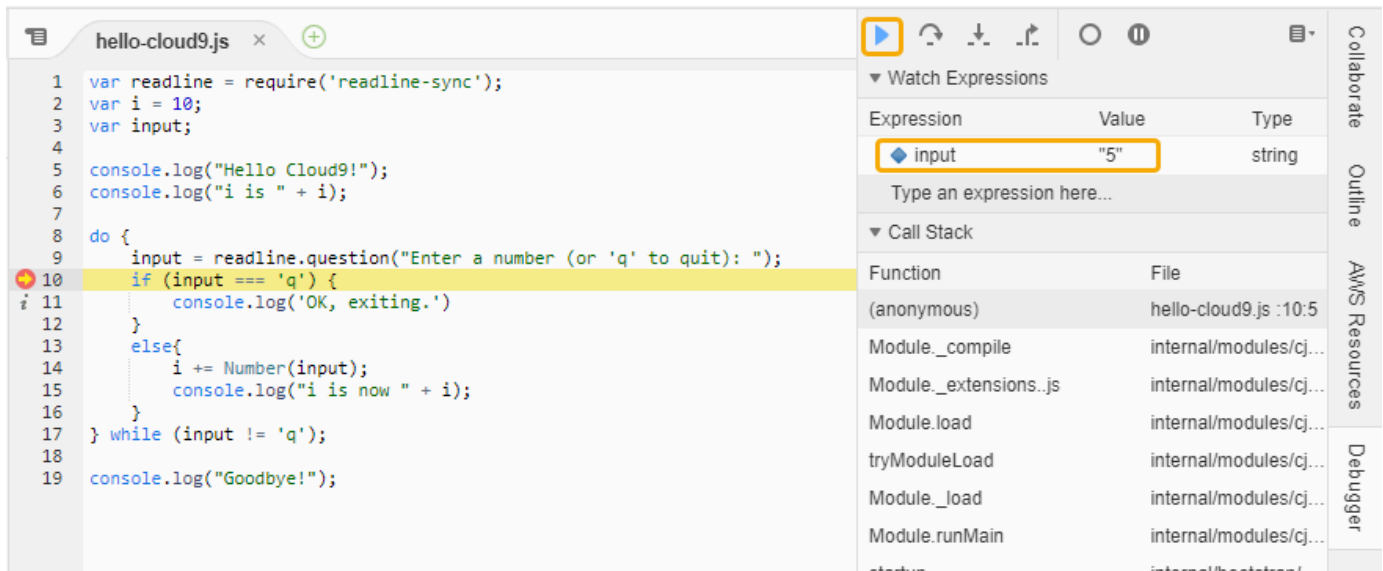 hello-cloud9.js ×
1 var readline = require('readline-sync');
2 var i = 10;
3 var input;
4
5 console.log("Hello Cloud9!");
6 console.log("i is " + i);
7
8 do {
9     input = readline.question("Enter a number (or 'q' to quit): ");
10     if (input === 'q') {
i 11         console.log('OK, exiting.')
12     }
13     else{
14         i += Number(input);
15         console.log("i is now " + i);
16     }
17 } while (input != 'q');
18
19 console.log("Goodbye!");
Watch Expressions
Expression Value Type
input "5" string
Type an expression here...
Call Stack
Function File
(anonymous) hello-cloud9.js :10:5
Module._compile internal/modules/cj...
Module._extensions..js internal/modules/cj...
Module.load internal/modules/cj...
tryModuleLoad internal/modules/cj...
Module._load internal/modules/cj...
Module.runMain internal/modules/cj...
Collaborate
Outline
AWS Resources
Debugger